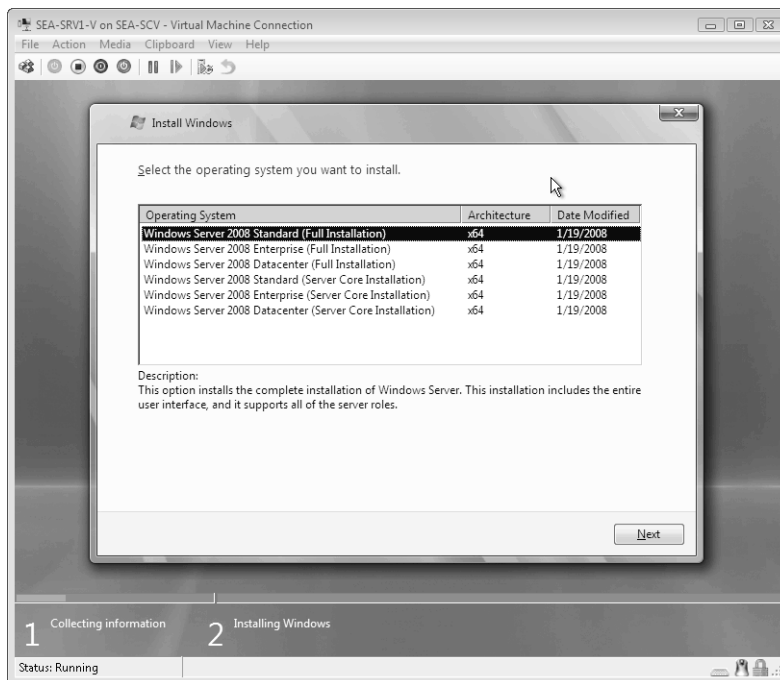 SEA-SRV1-V on SEA-SCV - Virtual Machine Connection
File Action Media Clipboard View Help
Install Windows
Select the operating system you want to install.
Operating System Architecture Date Modified
Windows Server 2008 Standard (Full Installation) x64 1/19/2008
Windows Server 2008 Enterprise (Full Installation) x64 1/19/2008
Windows Server 2008 Datacenter (Full Installation) x64 1/19/2008
Windows Server 2008 Standard (Server Core Installation) x64 1/19/2008
Windows Server 2008 Enterprise (Server Core Installation) x64 1/19/2008
Windows Server 2008 Datacenter (Server Core Installation) x64 1/19/2008
Description:
This option installs the complete installation of Windows Server. This installation includes the entire
user interface, and it supports all of the server roles.
Next
1 Collecting information 2 Installing Windows
Status: Running